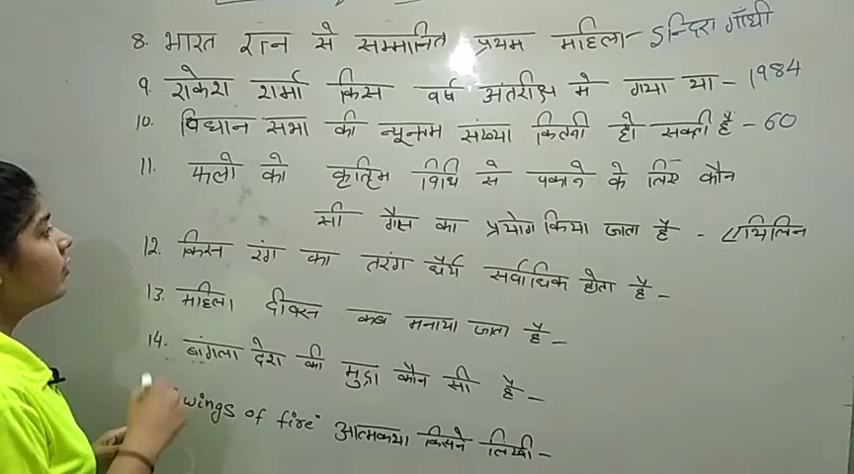 8. भारत रत्न से सम्मानित प्रथम महिला- इन्दिरा गाँधी
9. राकेश शर्मा किस वर्ष अंतरीक्ष मे गया था - 1984
10. विधान सभा की न्यूनतम संख्या कितनी हो सकती है - 60
11. फलो को कृत्रिम विधि से पकाने के लिए कौन
सी गैस का प्रयोग किया जाता है - एथिलिन
12. किस रंग का तरंग धैर्य सर्वाधिक होता है -
13. महिला दिवस कब मनाया जाता है -
14. बांगला देश की मुद्रा कौन सी है -
"wings of fire" आत्मकथा किसने लिखी -